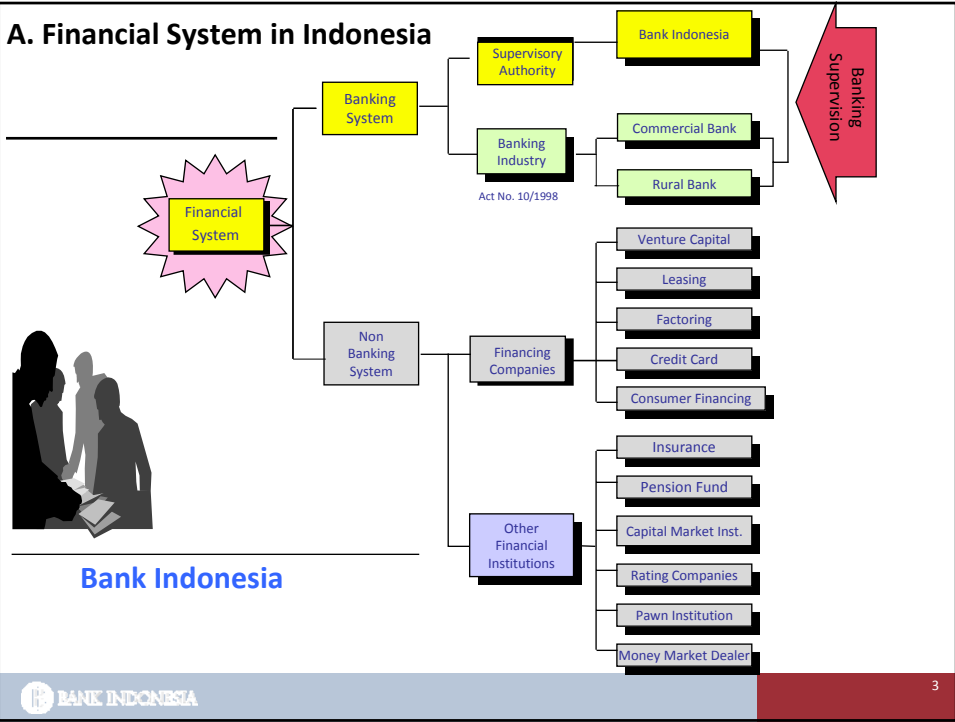 A. Financial System in Indonesia
Bank Indonesia
Supervisory
Authority
Banking
Supervision
Banking
System
Commercial Bank
Banking
Industry
Rural Bank
Act No. 10/1998
Financial
System
Venture Capital
Leasing
Factoring
Non
Banking
System
Financing
Companies
Credit Card
Consumer Financing
Insurance
Pension Fund
Capital Market Inst.
Other
Financial
Institutions
Rating Companies
Pawn Institution
Money Market Dealer
Bank Indonesia
BANK INDONESIA
3